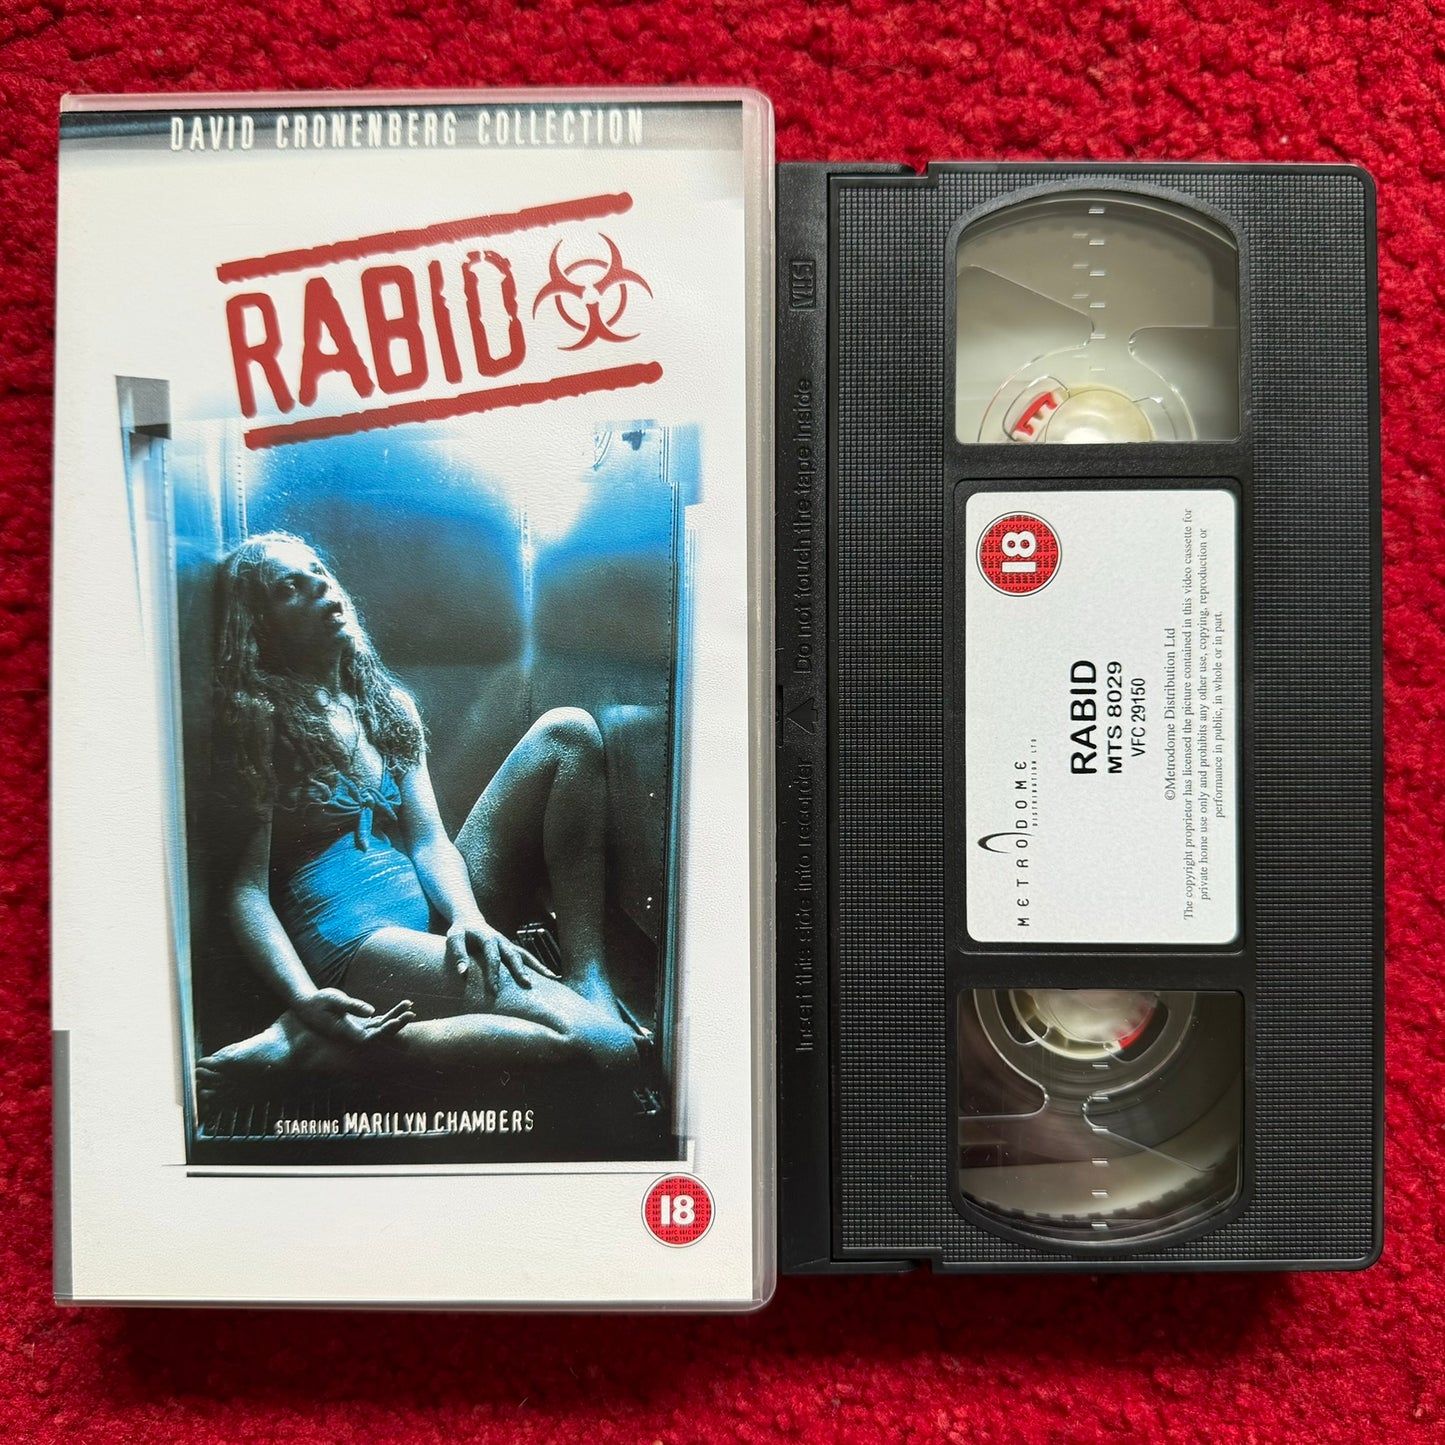 DAVID CRONENBERG COLLECTION
RABID
STARRING MARILYN CHAMBERS
18
VHS
Do not touch the tape inside
Insert this side into recorder
18
METRODOME
DISTRIBUTION LTD
RABID
MTS 8029
VFC 29150
©Metrodome Distribution Ltd
The copyright proprietor has licensed the picture contained in this video cassette for
private home use only and prohibits any other use, copying, reproduction or
performance in public, in whole or in part.